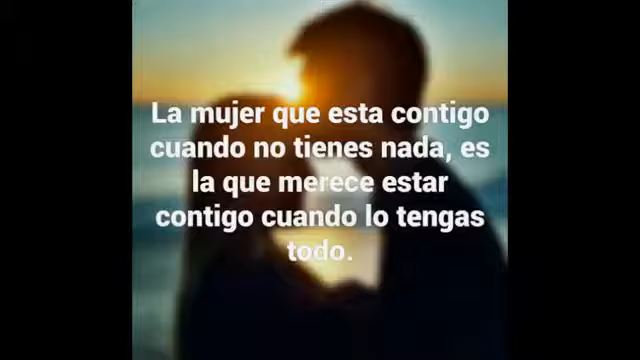 La mujer que esta contigo
cuando no tienes nada, es
la que merece estar
contigo cuando lo tengas
todo.